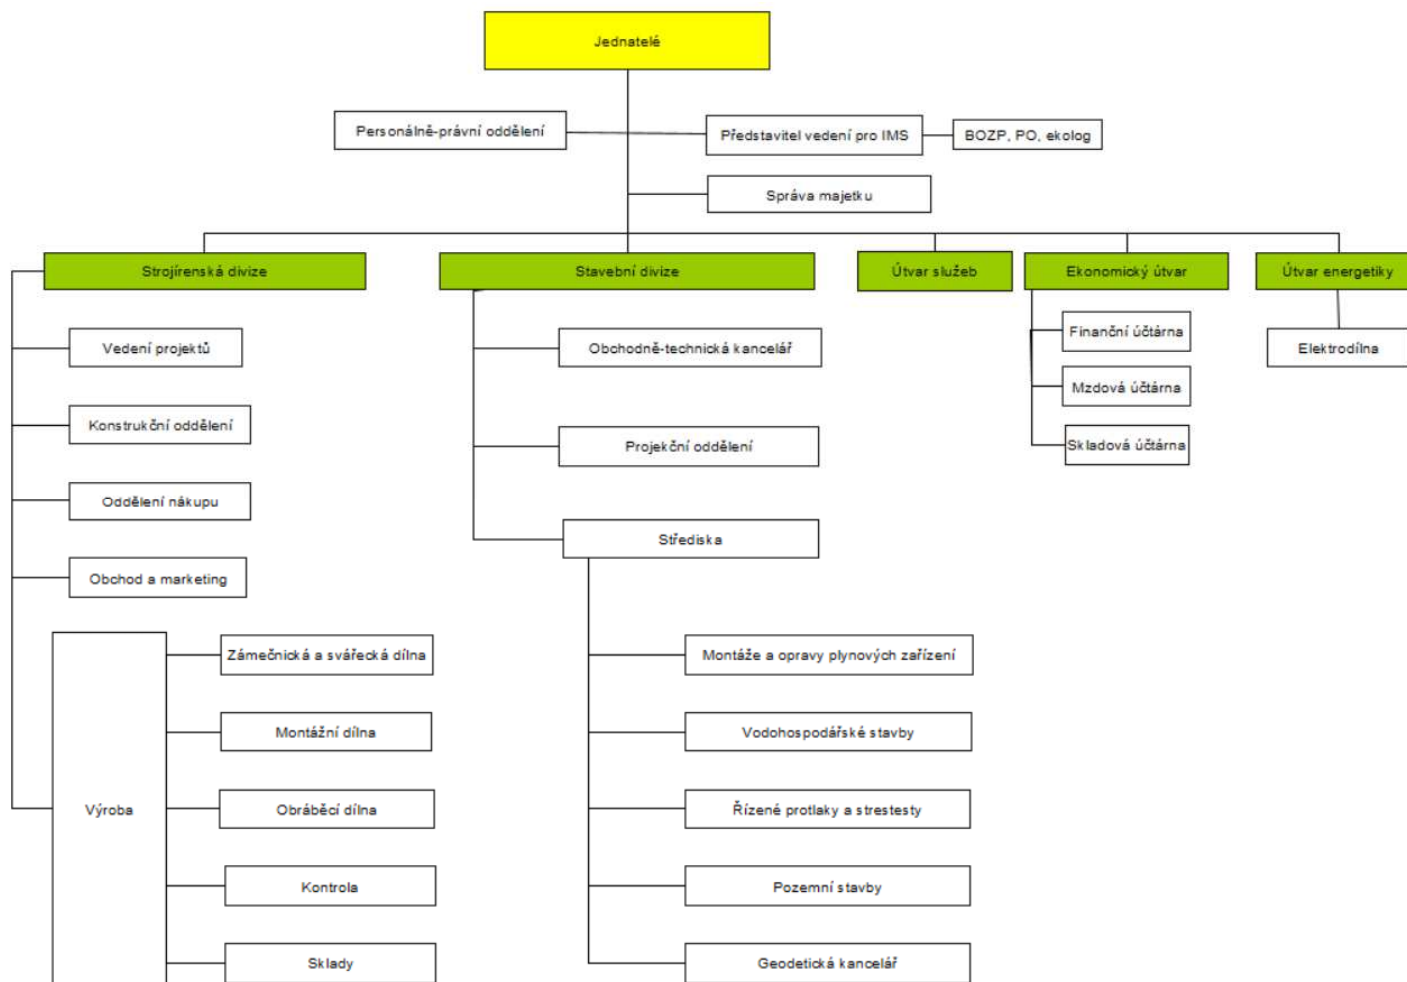 Jednatelé
Personálně-právní oddělení
Představitel vedení pro IMS
BOZP, PO, ekolog
Správa majetku
Strojírenská divize
Stavební divize
Útvar služeb
Ekonomický útvar
Útvar energetiky
Vedení projektů
Konstrukční oddělení
Oddělení nákupu
Obchod a marketing
Výroba
Zámečnická a svářecká dílna
Montážní dílna
Obráběcí dílna
Kontrola
Sklady
Obchodně-technická kancelář
Projekční oddělení
Střediska
Montáže a opravy plynových zařízení
Vodohospodářské stavby
Řízené protlaky a strestesty
Pozemní stavby
Geodetická kancelář
Finanční účtárna
Mzdová účtárna
Skladová účtárna
Elektrodílna